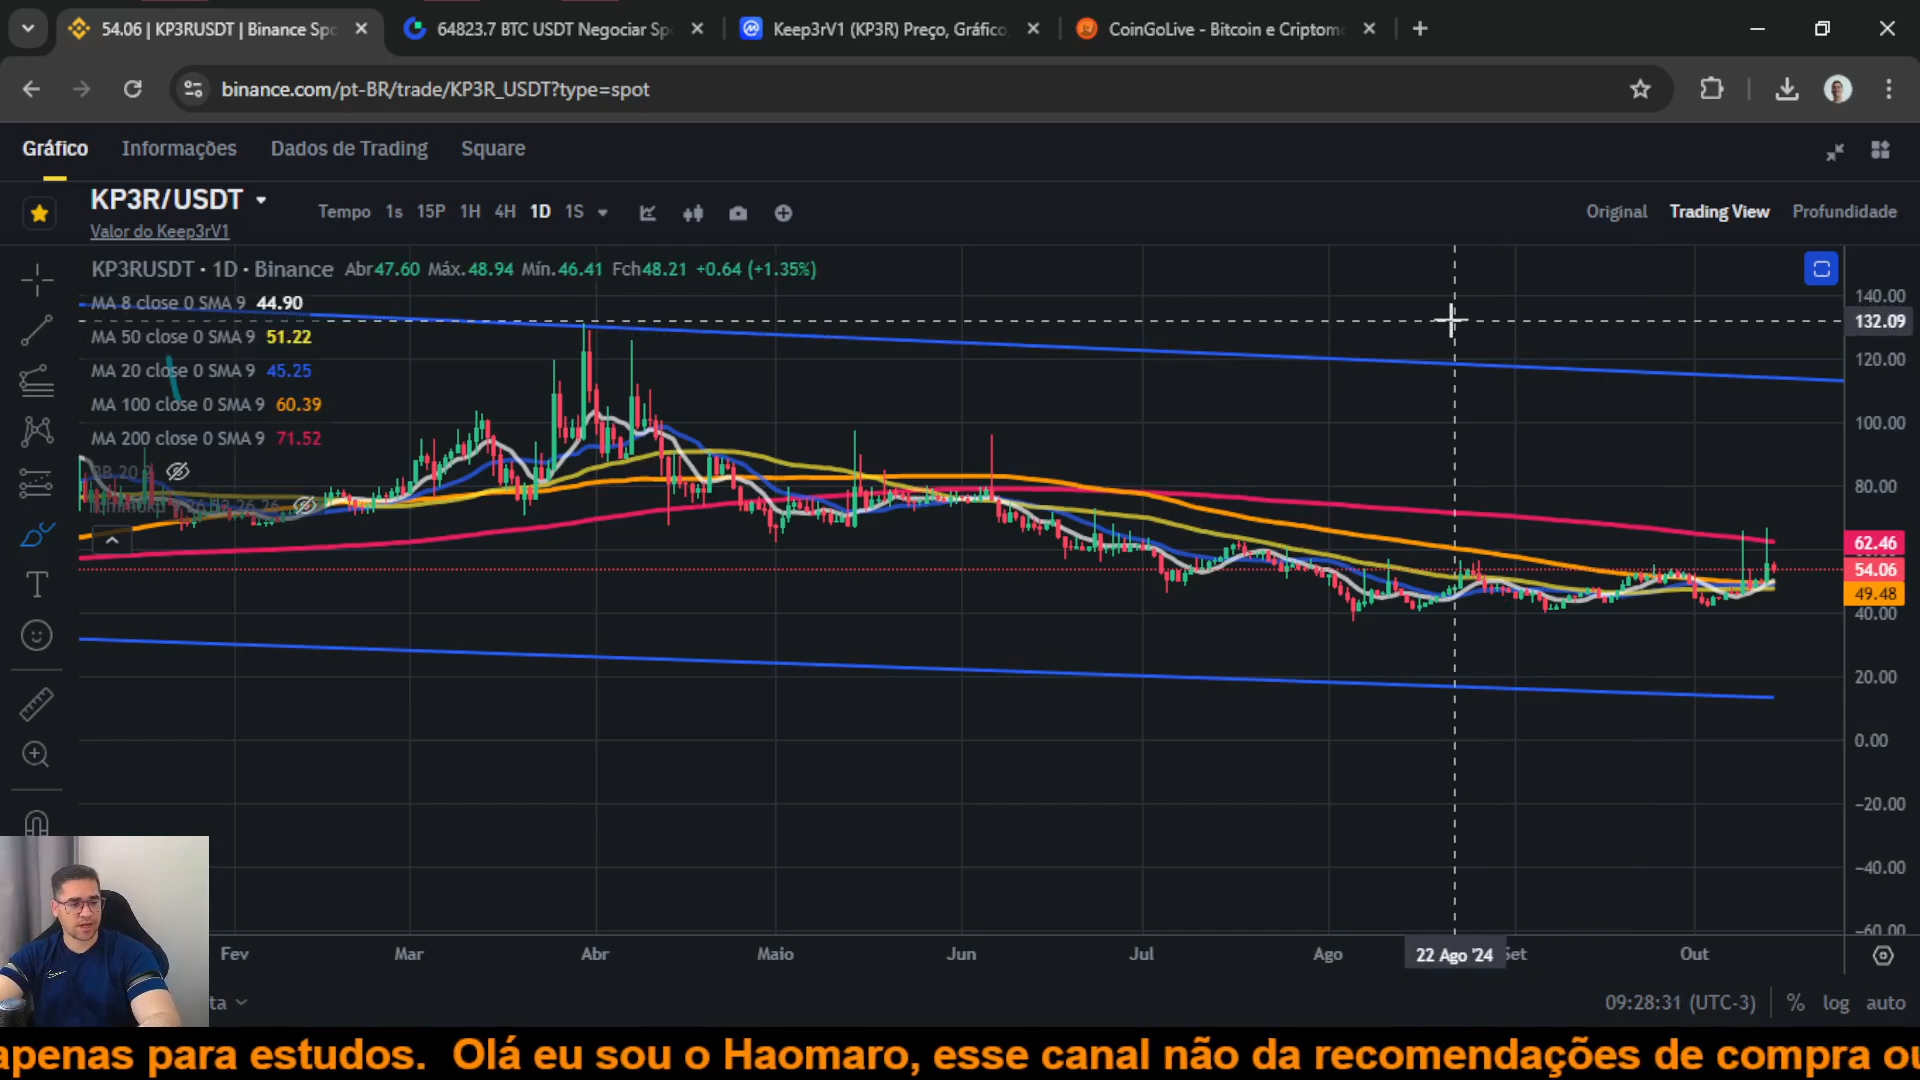 54.06 | KP3RUSDT | Binance Spo
64823.7 BTC USDT Negociar Sp
Keep3rV1 (KP3R) Preço, Gráfico,
CoinGoLive - Bitcoin e Criptomo
binance.com/pt-BR/trade/KP3R_USDT?type=spot
Gráfico Informações Dados de Trading Square
KP3R/USDT
Valor do Keep3rV1
Tempo 1s 15P 1H 4H 1D 1S
Original Trading View Profundidade
KP3RUSDT · 1D · Binance Abr47.60 Máx.48.94 Mín.46.41 Fch48.21 +0.64 (+1.35%)
MA 8 close 0 SMA 9 44.90
MA 50 close 0 SMA 9 51.22
MA 20 close 0 SMA 9 45.25
MA 100 close 0 SMA 9 60.39
MA 200 close 0 SMA 9 71.52
BB 20
140.00
132.09
120.00
100.00
80.00
62.46
54.06
49.48
40.00
20.00
0.00
−20.00
−40.00
−60.00
Fev Mar Abr Maio Jun Jul Ago 22 Ago '24 Set Out
ta
09:28:31 (UTC-3) % log auto
apenas para estudos. Olá eu sou o Haomaro, esse canal não da recomendações de compra ou